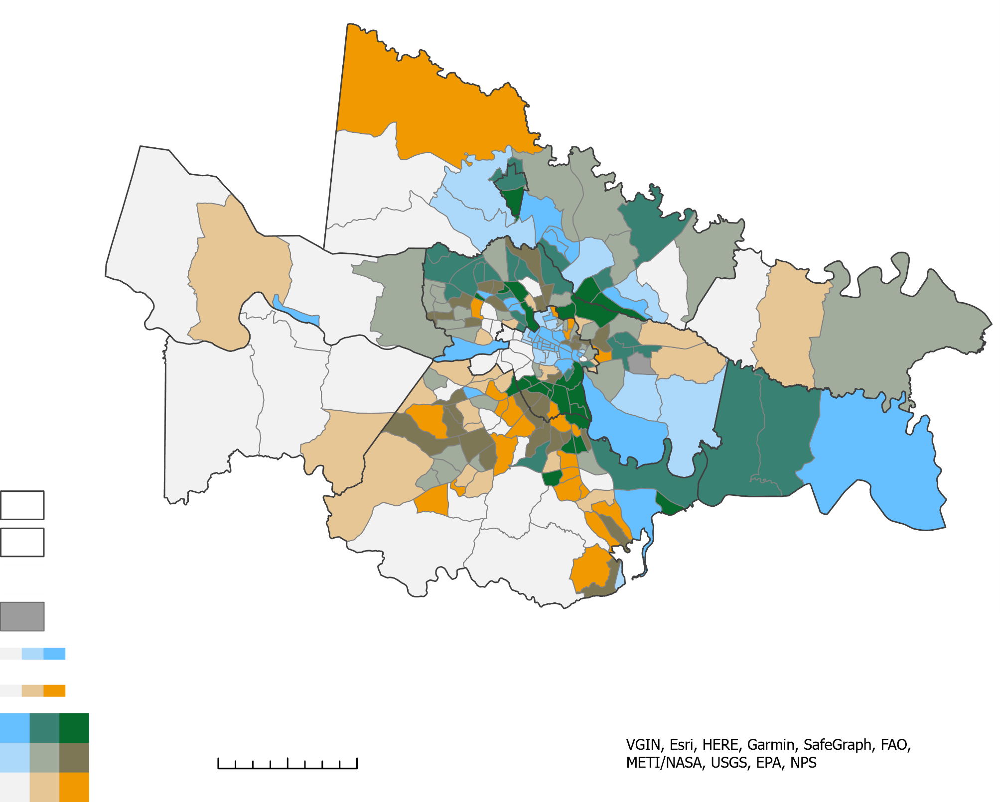 VGIN, Esri, HERE, Garmin, SafeGraph, FAO,
METI/NASA, USGS, EPA, NPS